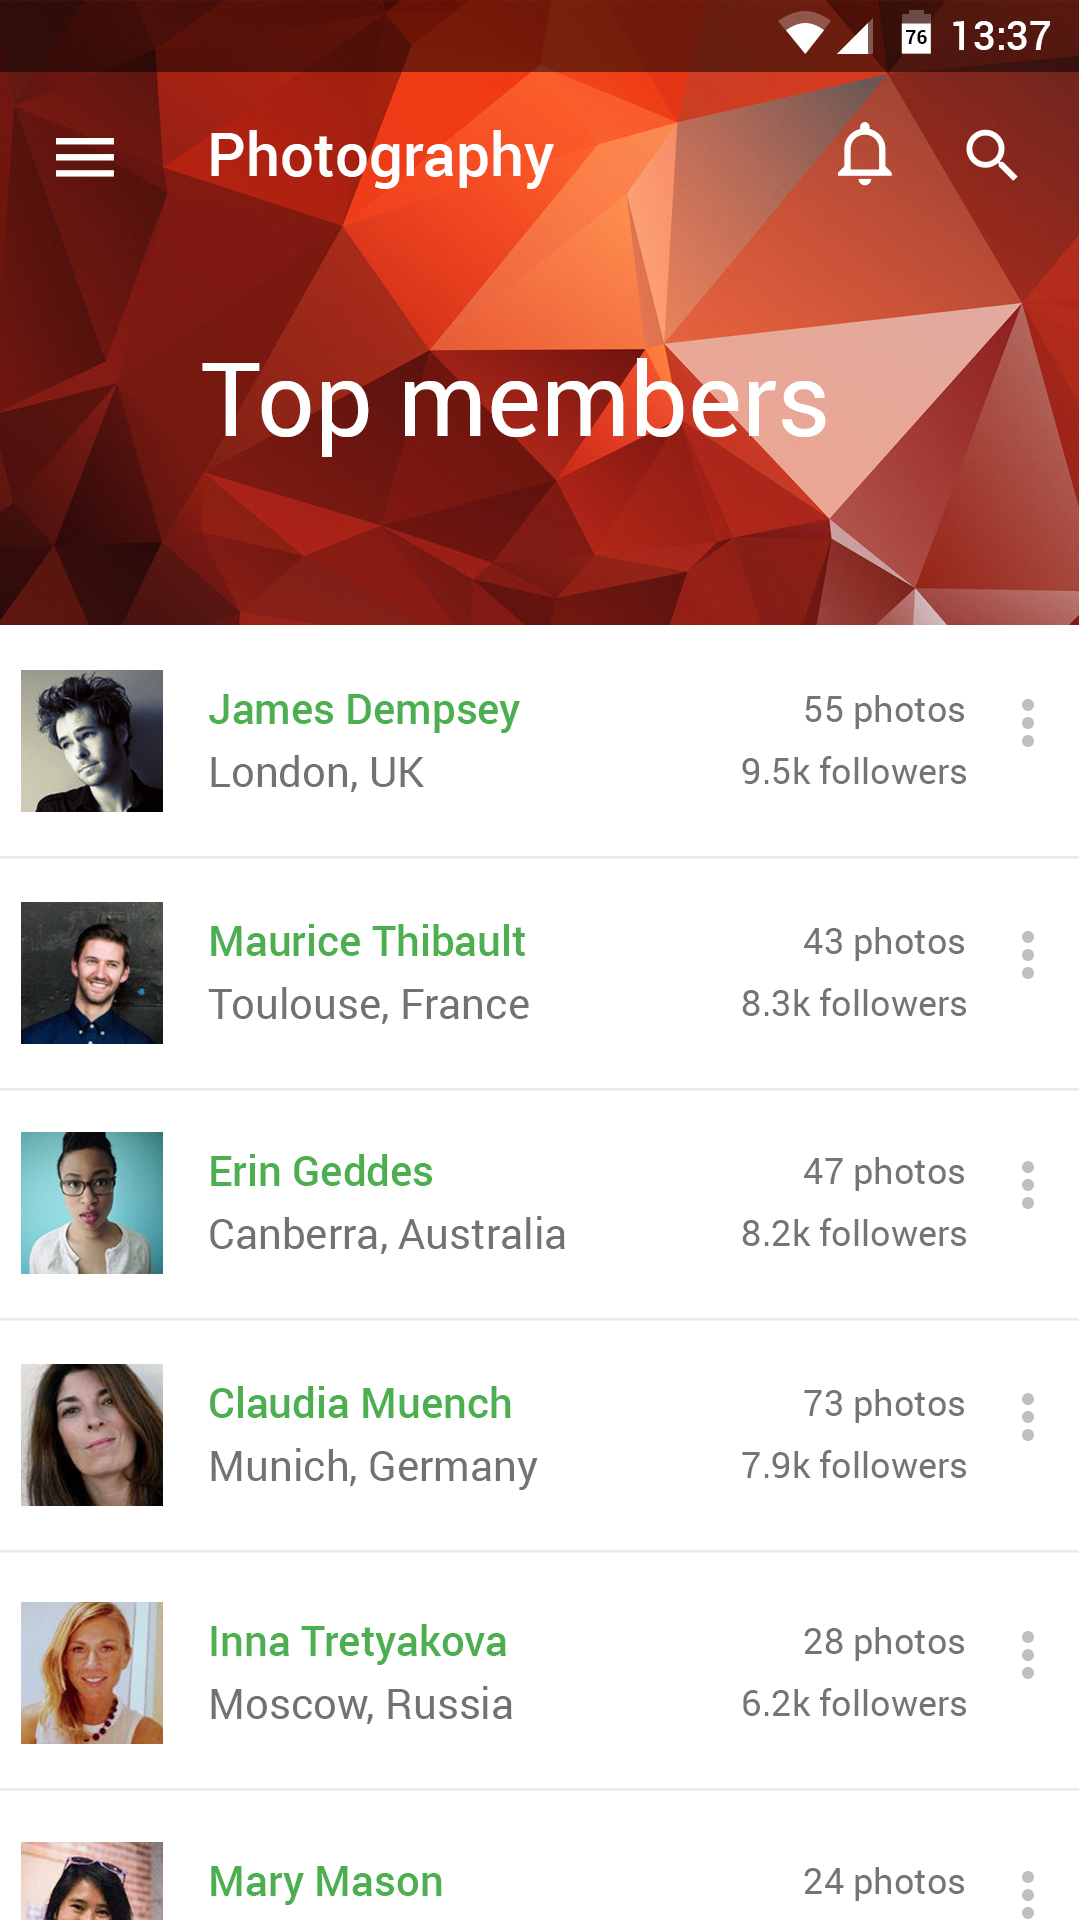 76 13:37
Photography
Top members
James Dempsey 55 photos
London, UK 9.5k followers
Maurice Thibault 43 photos
Toulouse, France 8.3k followers
Erin Geddes 47 photos
Canberra, Australia 8.2k followers
Claudia Muench 73 photos
Munich, Germany 7.9k followers
Inna Tretyakova 28 photos
Moscow, Russia 6.2k followers
Mary Mason 24 photos